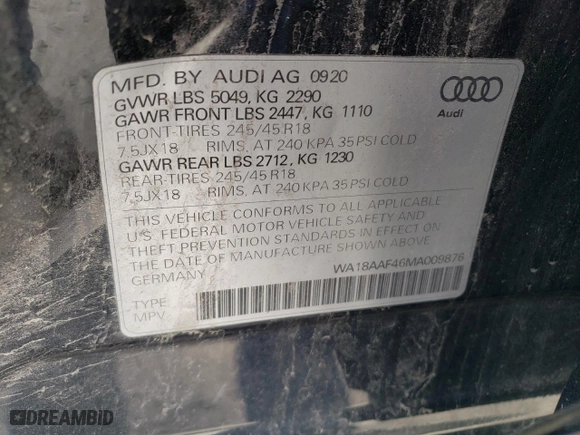 MFD. BY AUDI AG 0920
GVWR LBS 5049, KG 2290
GAWR FRONT LBS 2447, KG 1110
FRONT-TIRES 245/45 R18
7.5JX18 RIMS, AT 240 KPA 35 PSI COLD
GAWR REAR LBS 2712, KG 1230
REAR-TIRES 245/45 R18
7.5JX18 RIMS, AT 240 KPA 35 PSI COLD
Audi
THIS VEHICLE CONFORMS TO ALL APPLICABLE
U.S. FEDERAL MOTOR VEHICLE SAFETY AND
THEFT PREVENTION STANDARDS IN EFFECT ON
THE DATE OF MANUFACTURE.
GERMANY
WA18AAF46MA009876
TYPE:
MPV
DREAMBID